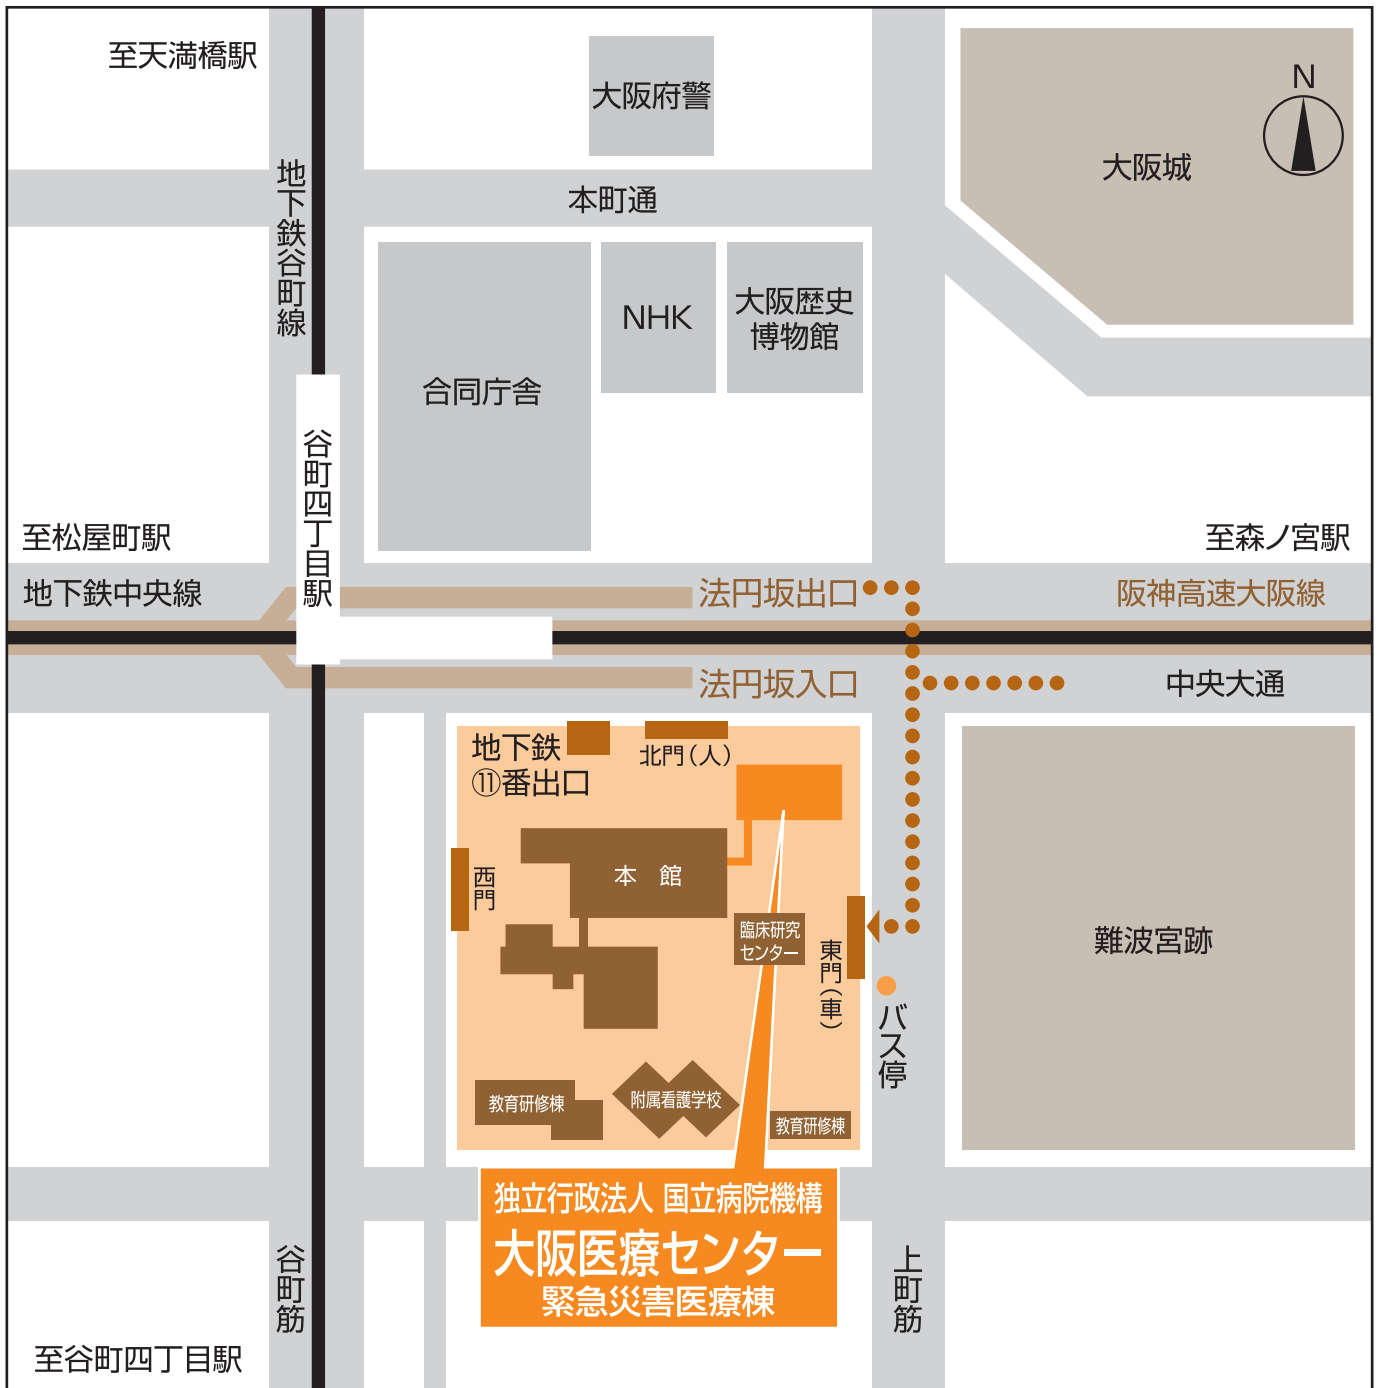 至天満橋駅
大阪府警
N
大阪城
地下鉄谷町線
本町通
合同庁舎
NHK
大阪歴史
博物館
谷町四丁目駅
至松屋町駅
至森ノ宮駅
地下鉄中央線
法円坂出口
阪神高速大阪線
法円坂入口
中央大通
地下鉄
⑪番出口
北門（人）
本 館
西門
臨床研究
センター
東門（車）
難波宮跡
バス停
教育研修棟
附属看護学校
教育研修棟
独立行政法人 国立病院機構
大阪医療センター
緊急災害医療棟
谷町筋
上町筋
至谷町四丁目駅